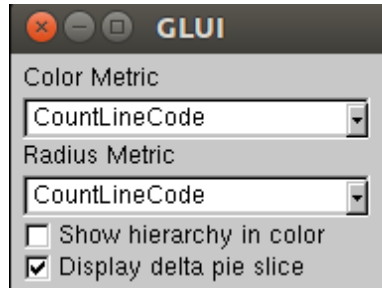 GLUI
Color Metric
CountLineCode
Radius Metric
CountLineCode
Show hierarchy in color
Display delta pie slice